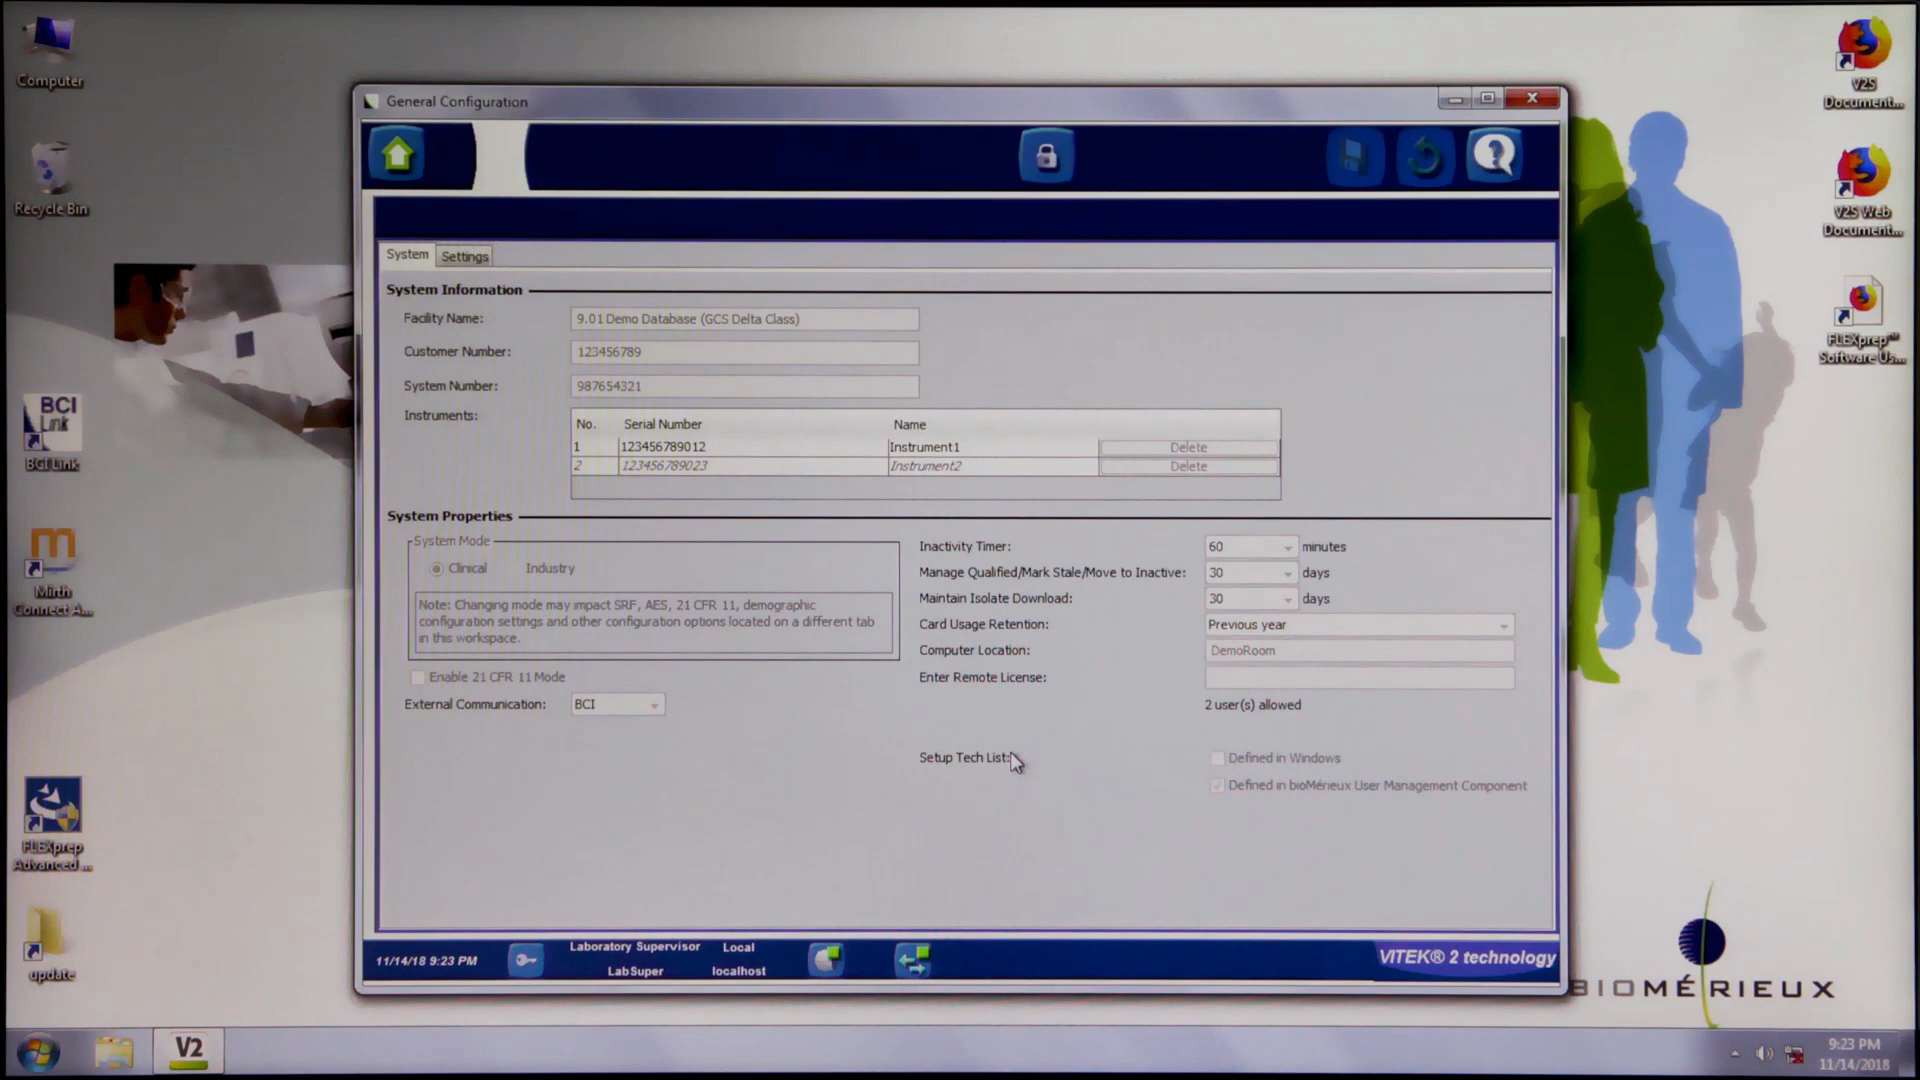 Computer
Recycle Bin
BCI
Link
BCI Link
Mirth
Connect A...
FLEXprep
Advanced ...
update
V2S
Document...
V2S Web
Document...
FLEXprep™
Software Us...
General Configuration
System
Settings
System Information
Facility Name:
9.01 Demo Database (GCS Delta Class)
Customer Number:
123456789
System Number:
987654321
Instruments:
No. Serial Number Name
1 123456789012 Instrument1 Delete
2 123456789023 Instrument2 Delete
System Properties
System Mode
Clinical Industry
Note: Changing mode may impact SRF, AES, 21 CFR 11, demographic
configuration settings and other configuration options located on a different tab
in this workspace.
Enable 21 CFR 11 Mode
External Communication: BCI
Inactivity Timer: 60 minutes
Manage Qualified/Mark Stale/Move to Inactive: 30 days
Maintain Isolate Download: 30 days
Card Usage Retention: Previous year
Computer Location: DemoRoom
Enter Remote License:
2 user(s) allowed
Setup Tech List:
Defined in Windows
Defined in bioMérieux User Management Component
11/14/18 9:23 PM
Laboratory Supervisor Local
LabSuper localhost
VITEK® 2 technology
BIOMÉRIEUX
V2
9:23 PM
11/14/2018